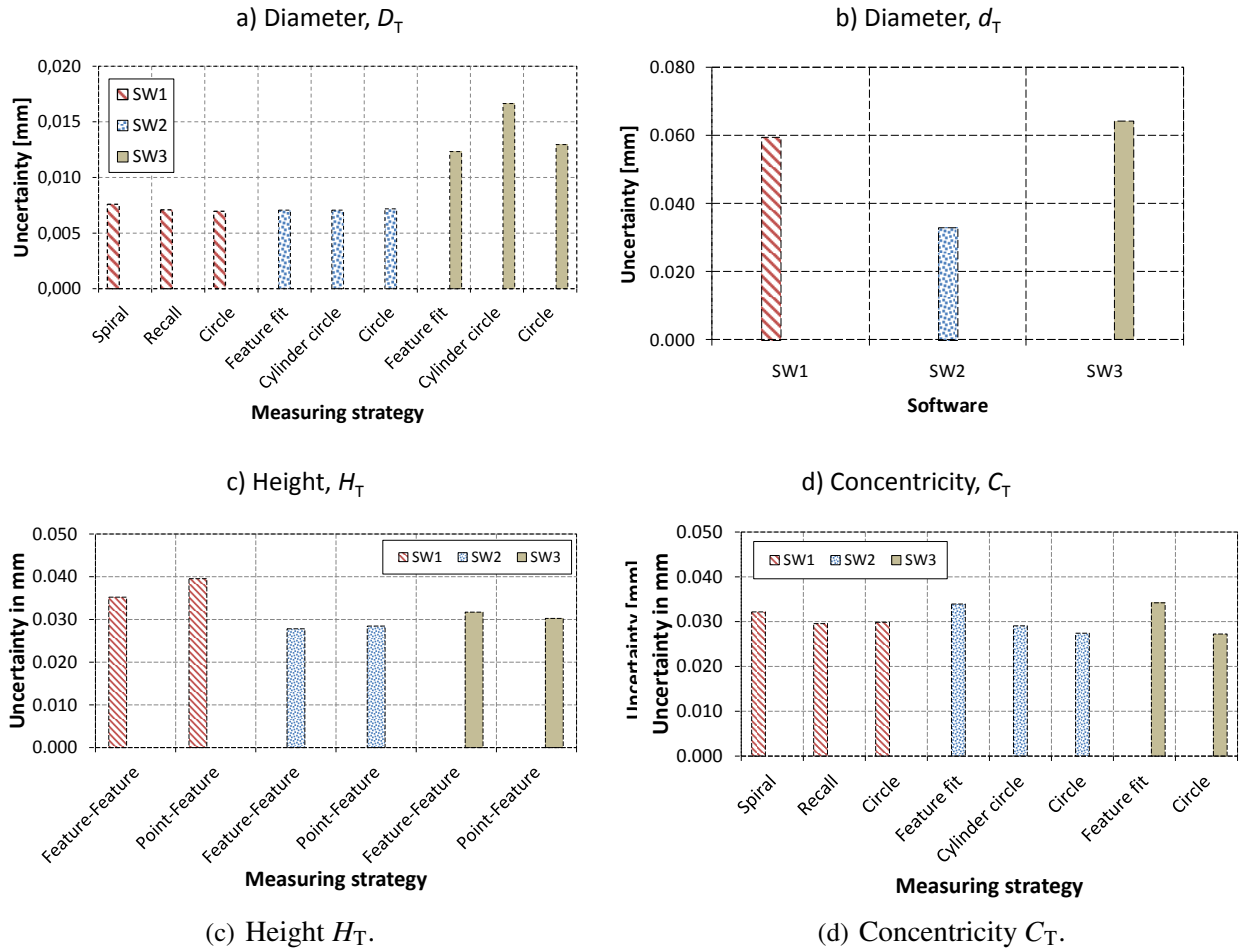 a) Diameter, D_T
0,020
0,015
0,010
0,005
0,000
Uncertainty [mm]
SW1
SW2
SW3
Spiral
Recall
Circle
Feature fit
Cylinder circle
Circle
Feature fit
Cylinder circle
Circle
Measuring strategy
b) Diameter, d_T
0.080
0.060
0.040
0.020
0.000
Uncertainty [mm]
SW1 SW2 SW3
Software
c) Height, H_T
0.050
0.040
0.030
0.020
0.010
0.000
Uncertainty in mm
SW1 SW2 SW3
Feature-Feature
Point-Feature
Feature-Feature
Point-Feature
Feature-Feature
Point-Feature
Measuring strategy
(c) Height H_T.
d) Concentricity, C_T
0.050
0.040
0.030
0.020
0.010
0.000
Uncertainty [mm]
Uncertainty in mm
SW1 SW2 SW3
Spiral
Recall
Circle
Feature fit
Cylinder circle
Circle
Feature fit
Circle
Measuring strategy
(d) Concentricity C_T.